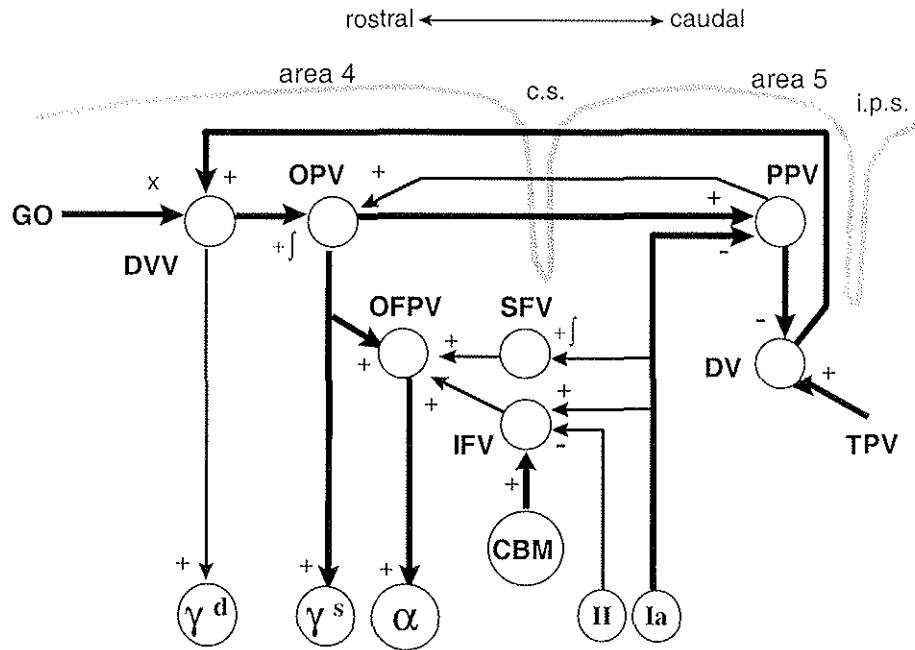 rostral caudal
area 4 c.s. area 5 i.p.s.
x + OPV + PPV
GO + +∫ -
DVV
OFPV SFV
+ + +∫ - DV +
+ + TPV
IFV -
+
CBM
+ + +
γ d γ s α II Ia